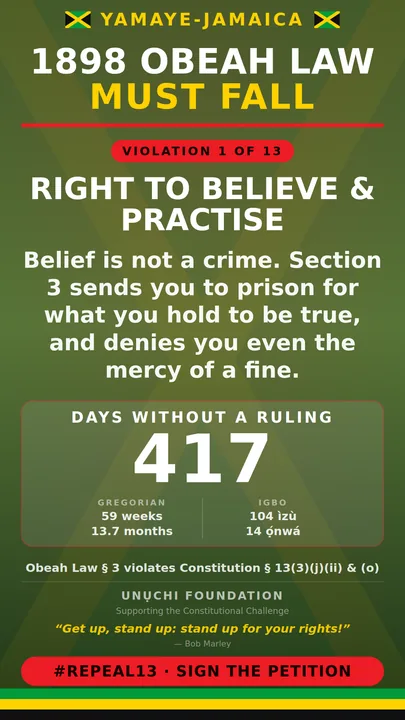 YAMAYE-JAMAICA
1898 OBEAH LAW
MUST FALL
VIOLATION 1 OF 13
RIGHT TO BELIEVE &
PRACTISE
Belief is not a crime. Section
3 sends you to prison for
what you hold to be true,
and denies you even the
mercy of a fine.
DAYS WITHOUT A RULING
417
GREGORIAN
59 weeks
13.7 months
IGBO
104 ìzù
14 ọ́nwá
Obeah Law § 3 violates Constitution § 13(3)(j)(ii) & (o)
UNỤCHI FOUNDATION
Supporting the Constitutional Challenge
“Get up, stand up: stand up for your rights!”
— Bob Marley
#REPEAL13 · SIGN THE PETITION